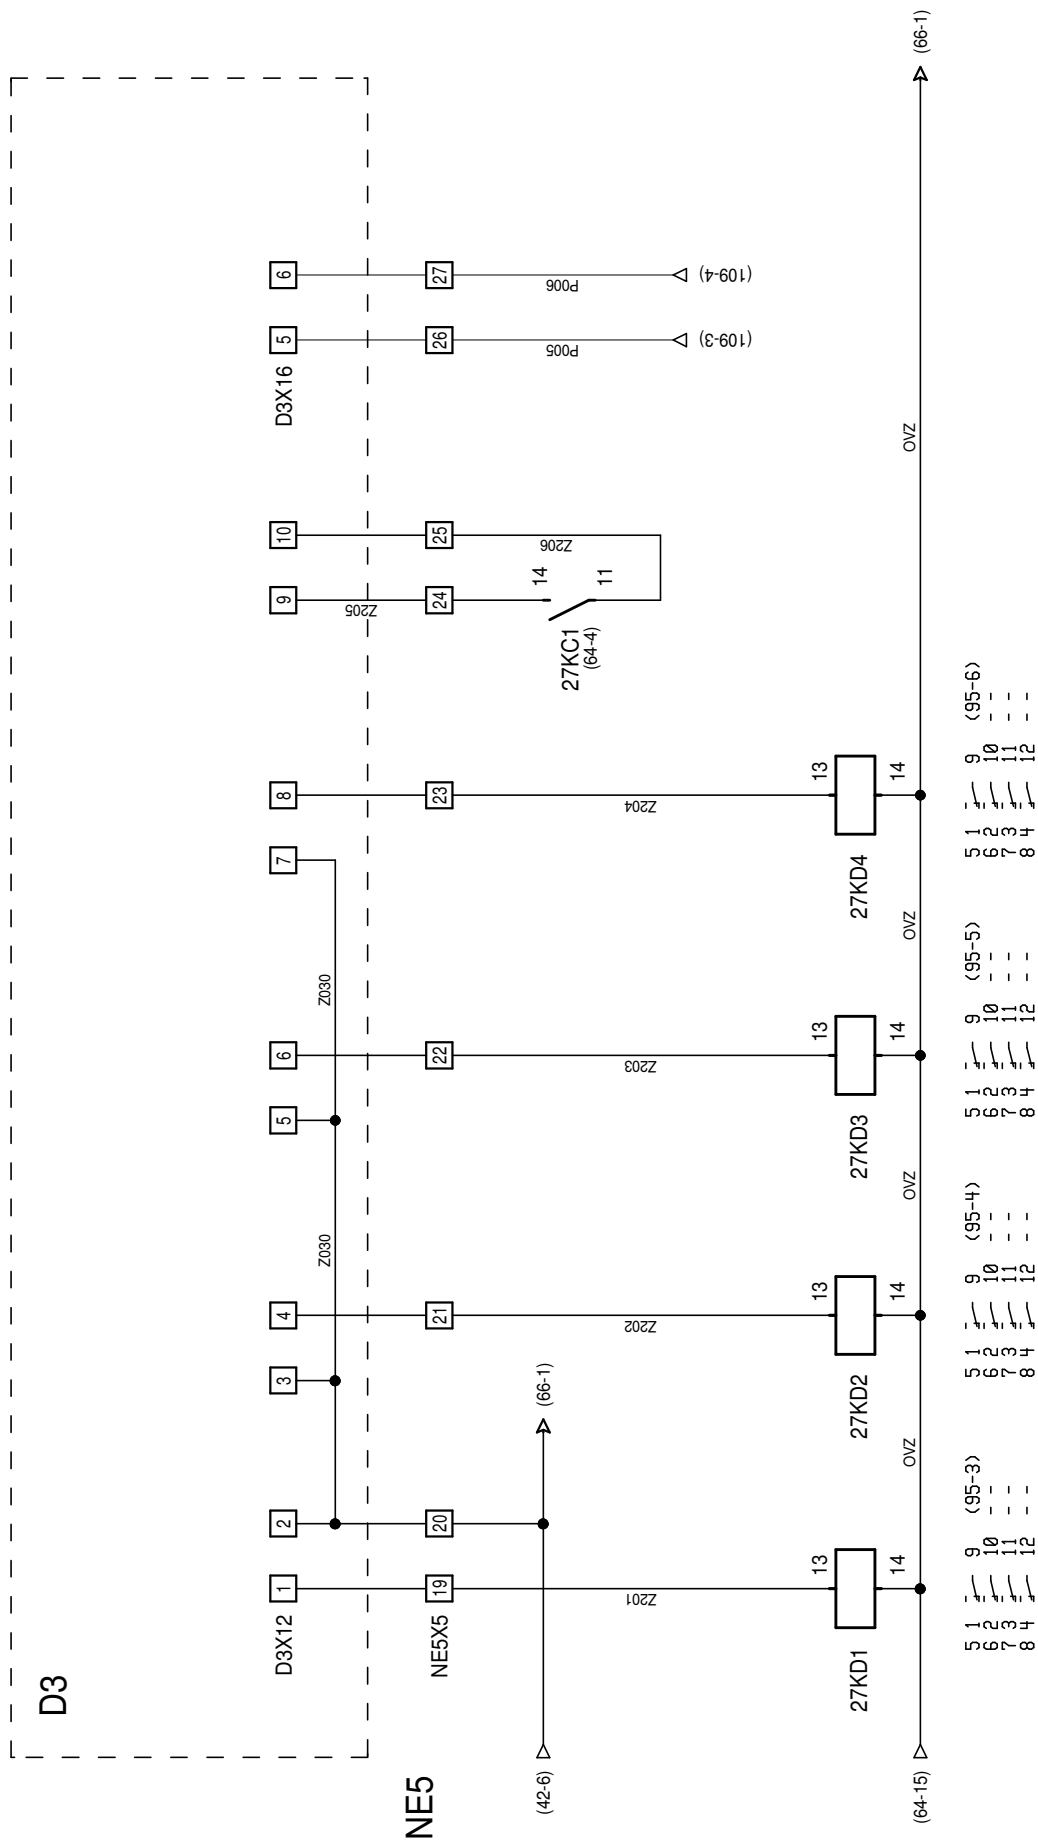 D3
D3X12
1
2
3
4
5
6
7
8
9
10
D3X16
5
6
Z030
Z030
Z205
NE5
NE5X5
19
20
21
22
23
24
25
26
27
(42-6)
(66-1)
Z201
Z202
Z203
Z204
Z206
P005
P006
27KC1
(64-4)
14
11
(109-3)
(109-4)
27KD1
13
14
27KD2
13
14
27KD3
13
14
27KD4
13
14
(64-15)
OVZ
OVZ
OVZ
OVZ
(66-1)
5 1 9 (95-3)
6 2 10 - -
7 3 11 - -
8 4 12 - -
5 1 9 (95-4)
6 2 10 - -
7 3 11 - -
8 4 12 - -
5 1 9 (95-5)
6 2 10 - -
7 3 11 - -
8 4 12 - -
5 1 9 (95-6)
6 2 10 - -
7 3 11 - -
8 4 12 - -